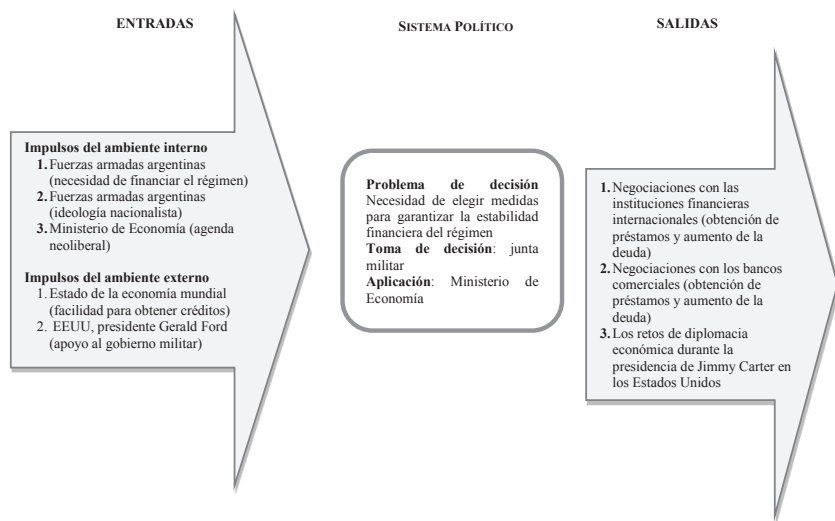 ENTRADAS
SISTEMA POLÍTICO
SALIDAS
Impulsos del ambiente interno
1. Fuerzas armadas argentinas
(necesidad de financiar el régimen)
2. Fuerzas armadas argentinas
(ideología nacionalista)
3. Ministerio de Economía (agenda
neoliberal)
Impulsos del ambiente externo
1. Estado de la economía mundial
(facilidad para obtener créditos)
2. EEUU, presidente Gerald Ford
(apoyo al gobierno militar)
Problema de decisión
Necesidad de elegir medidas
para garantizar la estabilidad
financiera del régimen
Toma de decisión: junta
militar
Aplicación: Ministerio de
Economía
1. Negociaciones con las
instituciones financieras
internacionales (obtención de
préstamos y aumento de la
deuda)
2. Negociaciones con los bancos
comerciales (obtención de
préstamos y aumento de la
deuda)
3. Los retos de diplomacia
económica durante la
presidencia de Jimmy Carter en
los Estados Unidos